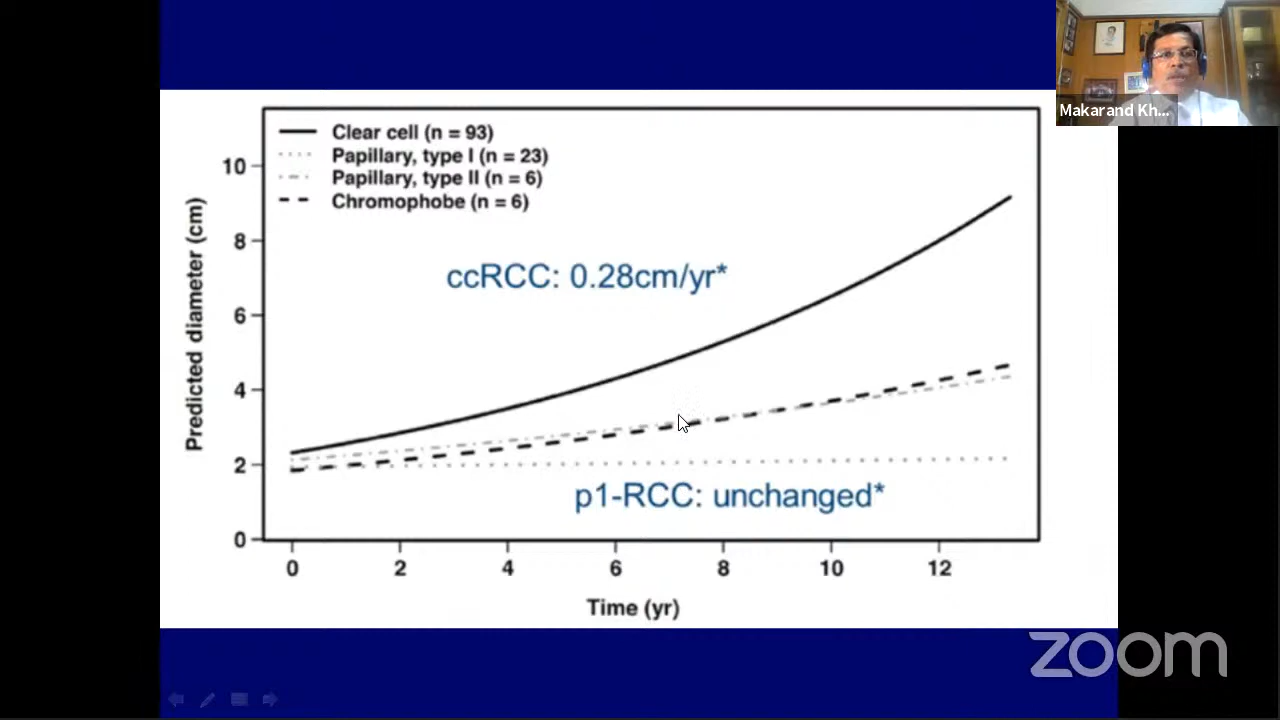 Makarand Kh...
Clear cell (n = 93)
Papillary, type I (n = 23)
Papillary, type II (n = 6)
Chromophobe (n = 6)
Predicted diameter (cm)
10
8
6
4
2
0
ccRCC: 0.28cm/yr*
p1-RCC: unchanged*
0 2 4 6 8 10 12
Time (yr)
zoom